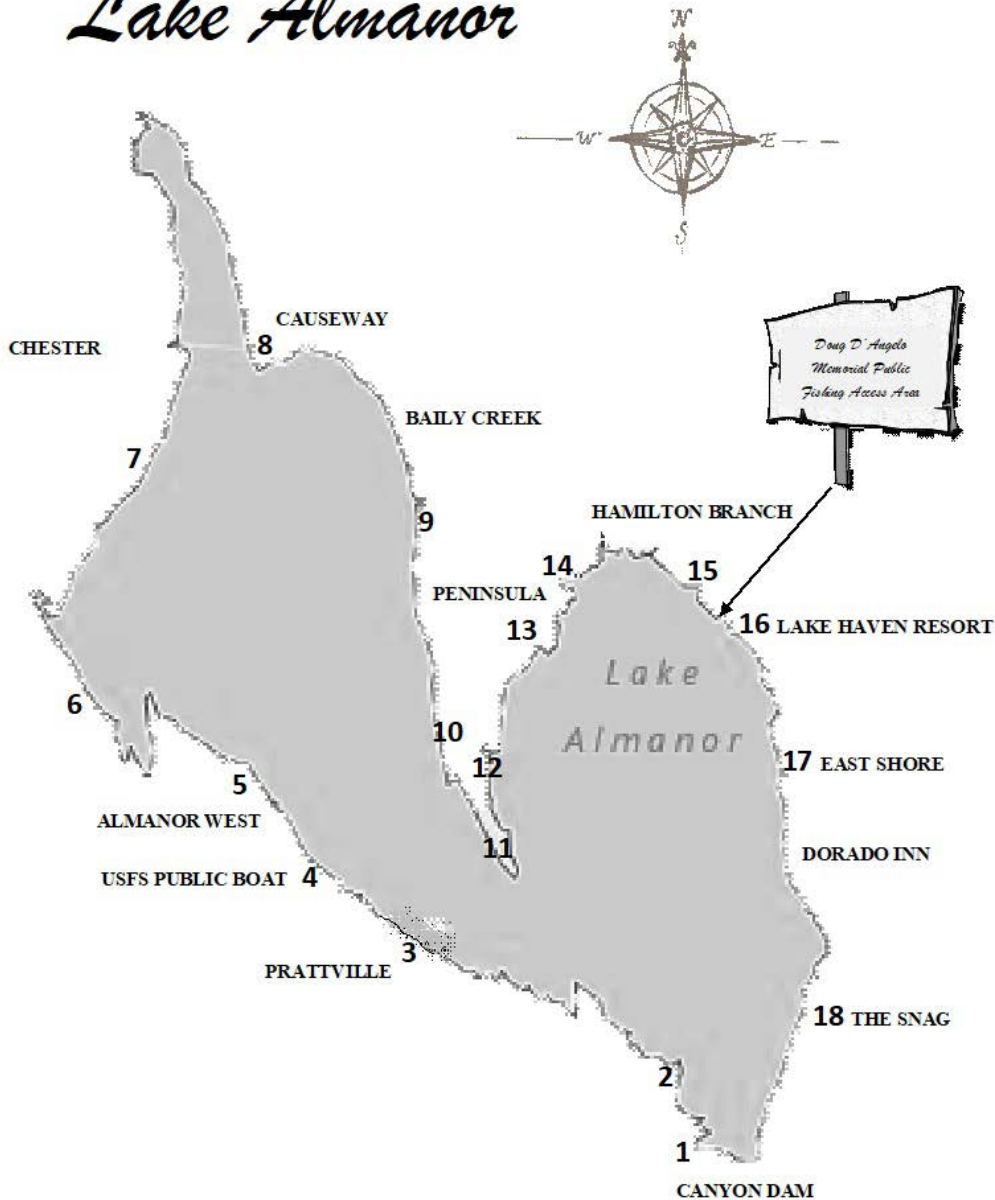 Lake Almanor
N
W
E
S
CAUSEWAY
8
CHESTER
Doug D'Angelo
Memorial Public
Fishing Access Area
BAILY CREEK
7
HAMILTON BRANCH
9
14
15
PENINSULA
13
16 LAKE HAVEN RESORT
Lake
Almanor
6
10
12
17 EAST SHORE
5
ALMANOR WEST
11
DORADO INN
USFS PUBLIC BOAT 4
3
PRATTVILLE
18 THE SNAG
2
1
CANYON DAM